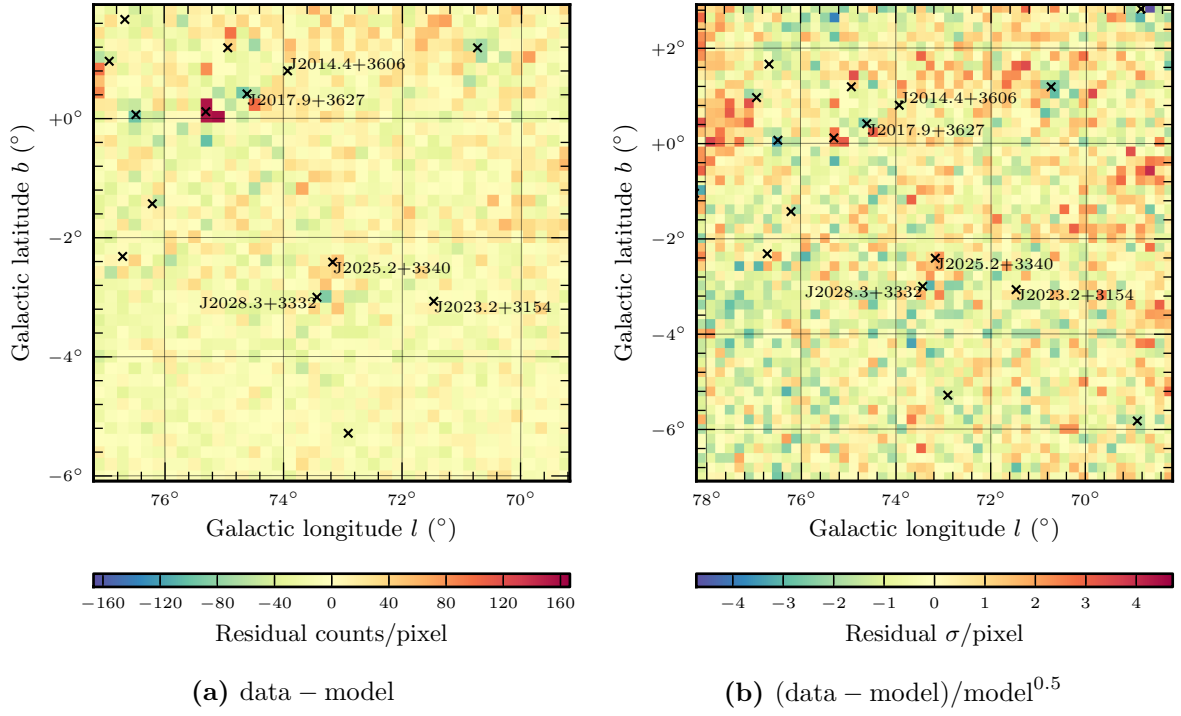 J2014.4+3606
J2017.9+3627
J2025.2+3340
J2028.3+3332
J2023.2+3154
+0°
−2°
−4°
−6°
76°
74°
72°
70°
Galactic latitude b (°)
Galactic longitude l (°)
−160
−120
−80
−40
0
40
80
120
160
Residual counts/pixel
(a) data − model
J2014.4+3606
J2017.9+3627
J2025.2+3340
J2028.3+3332
J2023.2+3154
+2°
+0°
−2°
−4°
−6°
78°
76°
74°
72°
70°
Galactic latitude b (°)
Galactic longitude l (°)
−4
−3
−2
−1
0
1
2
3
4
Residual σ/pixel
(b) (data − model)/model^0.5